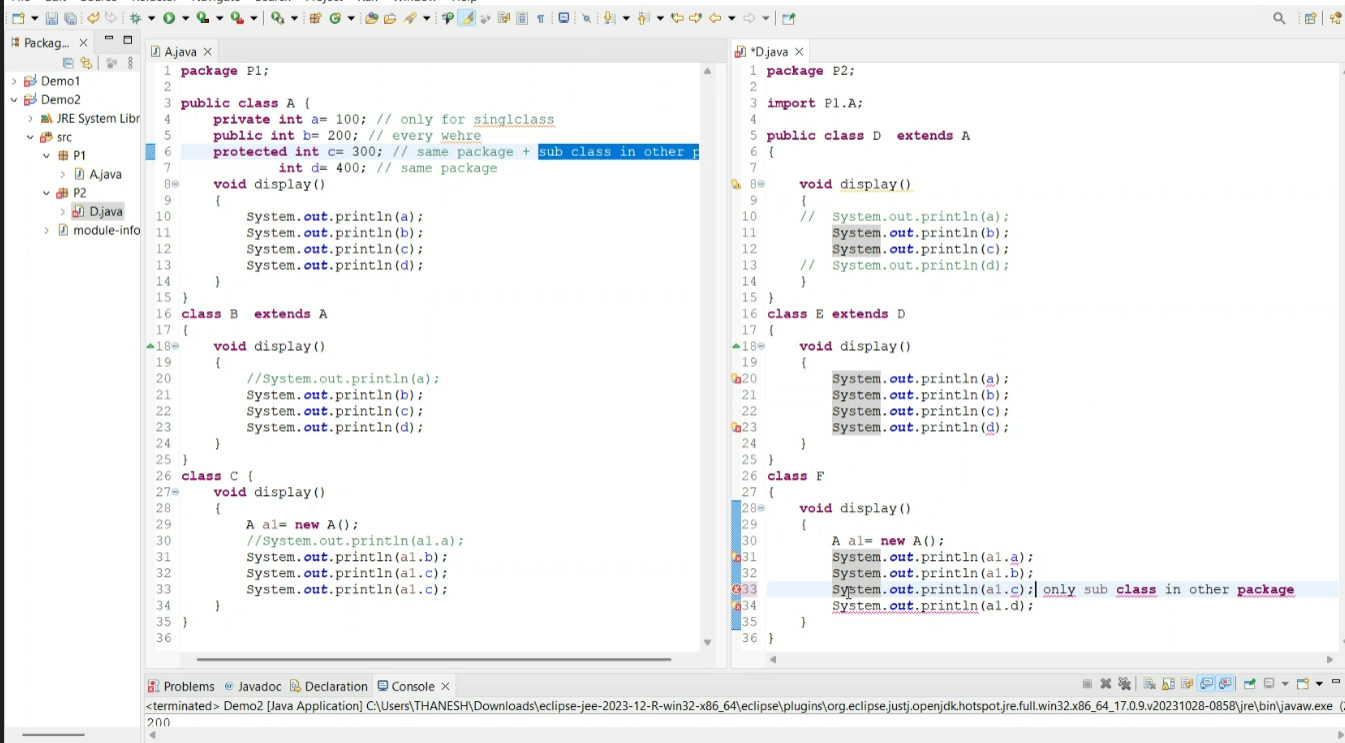 Packag...
Demo1
Demo2
JRE System Libr
src
P1
A.java
P2
D.java
module-info
A.java
1 package P1;
2
3 public class A {
4 private int a= 100; // only for singlclass
5 public int b= 200; // every wehre
6 protected int c= 300; // same package + sub class in other p
7 int d= 400; // same package
8 void display()
9 {
10 System.out.println(a);
11 System.out.println(b);
12 System.out.println(c);
13 System.out.println(d);
14 }
15 }
16 class B extends A
17 {
18 void display()
19 {
20 //System.out.println(a);
21 System.out.println(b);
22 System.out.println(c);
23 System.out.println(d);
24 }
25 }
26 class C {
27 void display()
28 {
29 A a1= new A();
30 //System.out.println(a1.a);
31 System.out.println(a1.b);
32 System.out.println(a1.c);
33 System.out.println(a1.c);
34 }
35 }
36
*D.java
1 package P2;
2
3 import P1.A;
4
5 public class D extends A
6 {
7
8 void display()
9 {
10 // System.out.println(a);
11 System.out.println(b);
12 System.out.println(c);
13 // System.out.println(d);
14 }
15 }
16 class E extends D
17 {
18 void display()
19 {
20 System.out.println(a);
21 System.out.println(b);
22 System.out.println(c);
23 System.out.println(d);
24 }
25 }
26 class F
27 {
28 void display()
29 {
30 A a1= new A();
31 System.out.println(a1.a);
32 System.out.println(a1.b);
33 System.out.println(a1.c); only sub class in other package
34 System.out.println(a1.d);
35 }
36 }
Problems @ Javadoc Declaration Console
<terminated> Demo2 [Java Application] C:\Users\THANESH\Downloads\eclipse-jee-2023-12-R-win32-x86_64\eclipse\plugins\org.eclipse.justj.openjdk.hotspot.jre.full.win32.x86_64_17.0.9.v20231028-0858\jre\bin\javaw.exe
200